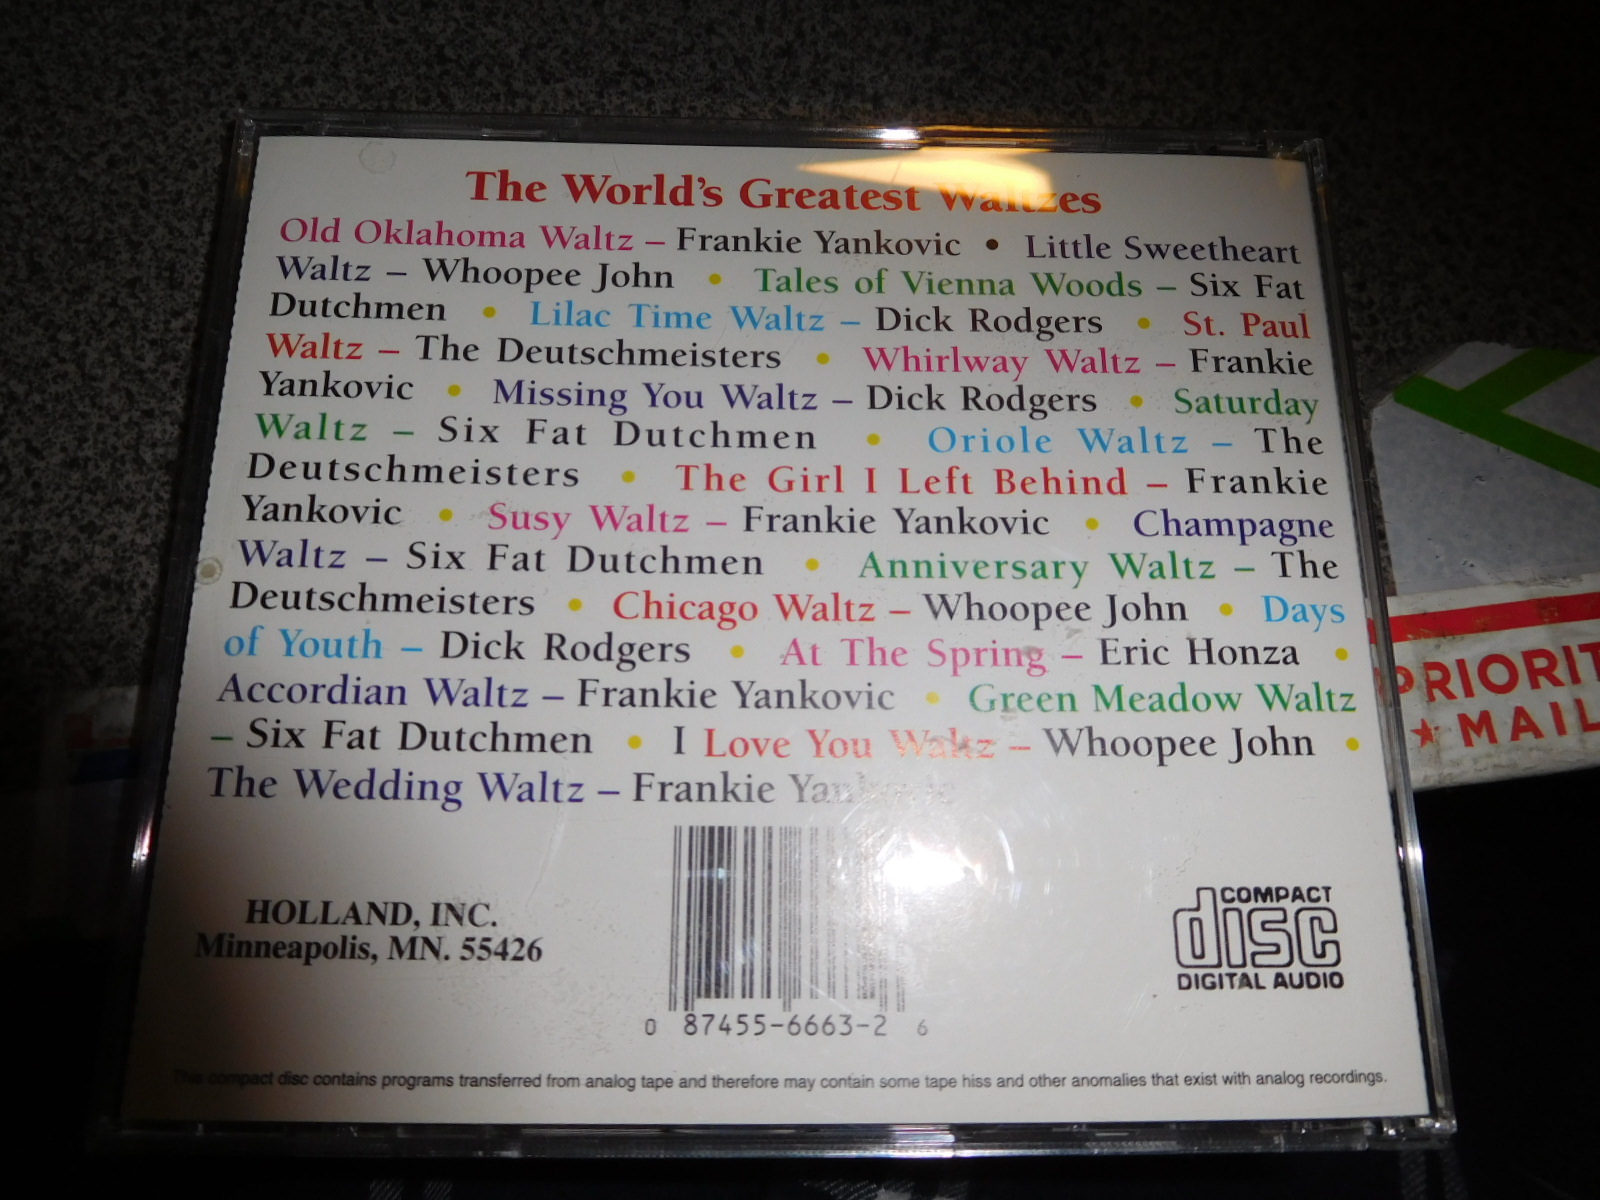 The World's Greatest Waltzes
Old Oklahoma Waltz – Frankie Yankovic • Little Sweetheart
Waltz – Whoopee John • Tales of Vienna Woods – Six Fat
Dutchmen • Lilac Time Waltz – Dick Rodgers • St. Paul
Waltz – The Deutschmeisters • Whirlway Waltz – Frankie
Yankovic • Missing You Waltz – Dick Rodgers • Saturday
Waltz – Six Fat Dutchmen • Oriole Waltz – The
Deutschmeisters • The Girl I Left Behind – Frankie
Yankovic • Susy Waltz – Frankie Yankovic • Champagne
Waltz – Six Fat Dutchmen • Anniversary Waltz – The
Deutschmeisters • Chicago Waltz – Whoopee John • Days
of Youth – Dick Rodgers • At The Spring – Eric Honza •
Accordian Waltz – Frankie Yankovic • Green Meadow Waltz
– Six Fat Dutchmen • I Love You Waltz – Whoopee John •
The Wedding Waltz – Frankie Yankovic
HOLLAND, INC.
Minneapolis, MN. 55426
0 87455-6663-2 6
COMPACT
disc
DIGITAL AUDIO
This compact disc contains programs transferred from analog tape and therefore may contain some tape hiss and other anomalies that exist with analog recordings.
PRIORIT
MAIL